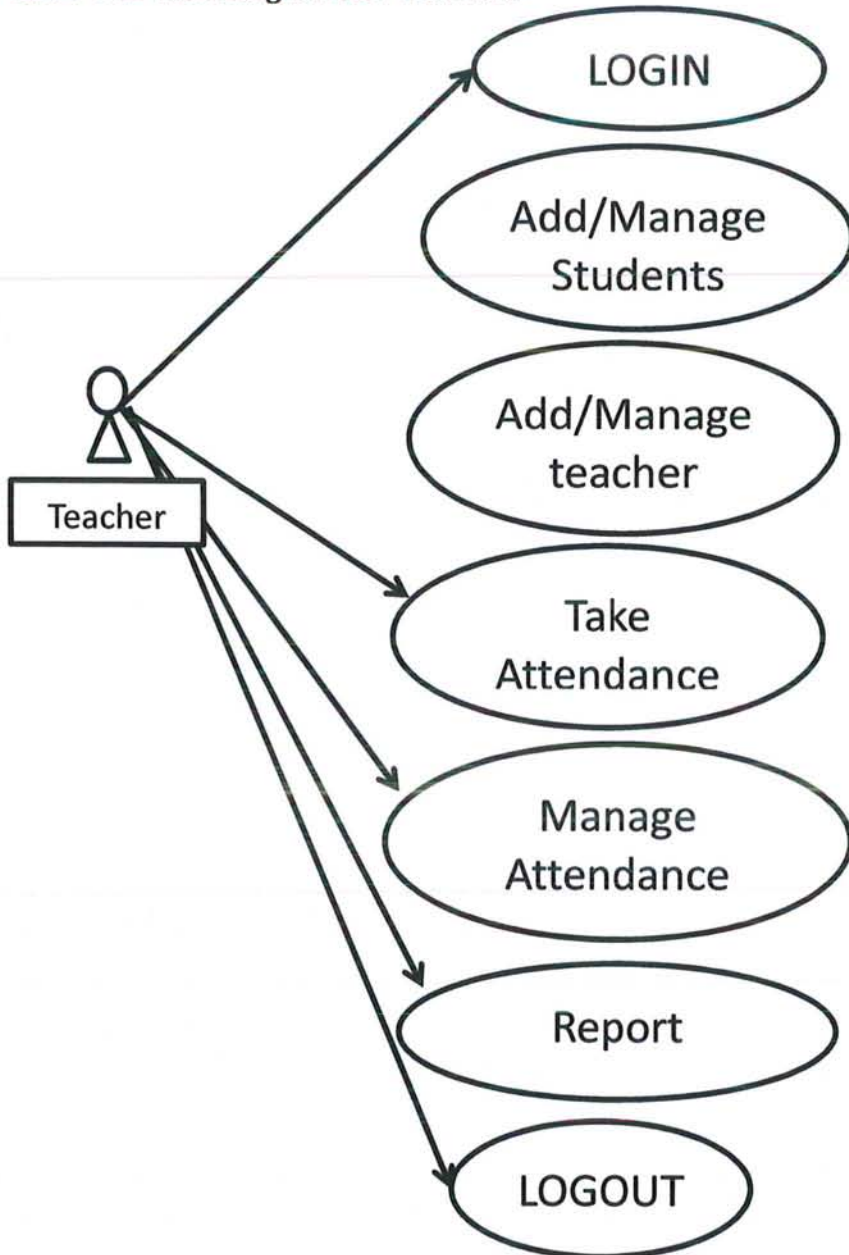 LOGIN
Add/Manage
Students
Add/Manage
teacher
Teacher
Take
Attendance
Manage
Attendance
Report
LOGOUT